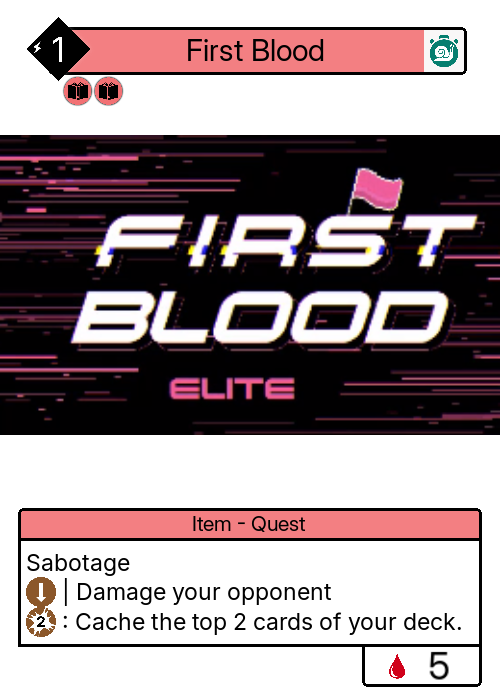 1
First Blood
FIRST
BLOOD
ELITE
Item - Quest
Sabotage
| Damage your opponent
2 : Cache the top 2 cards of your deck.
5